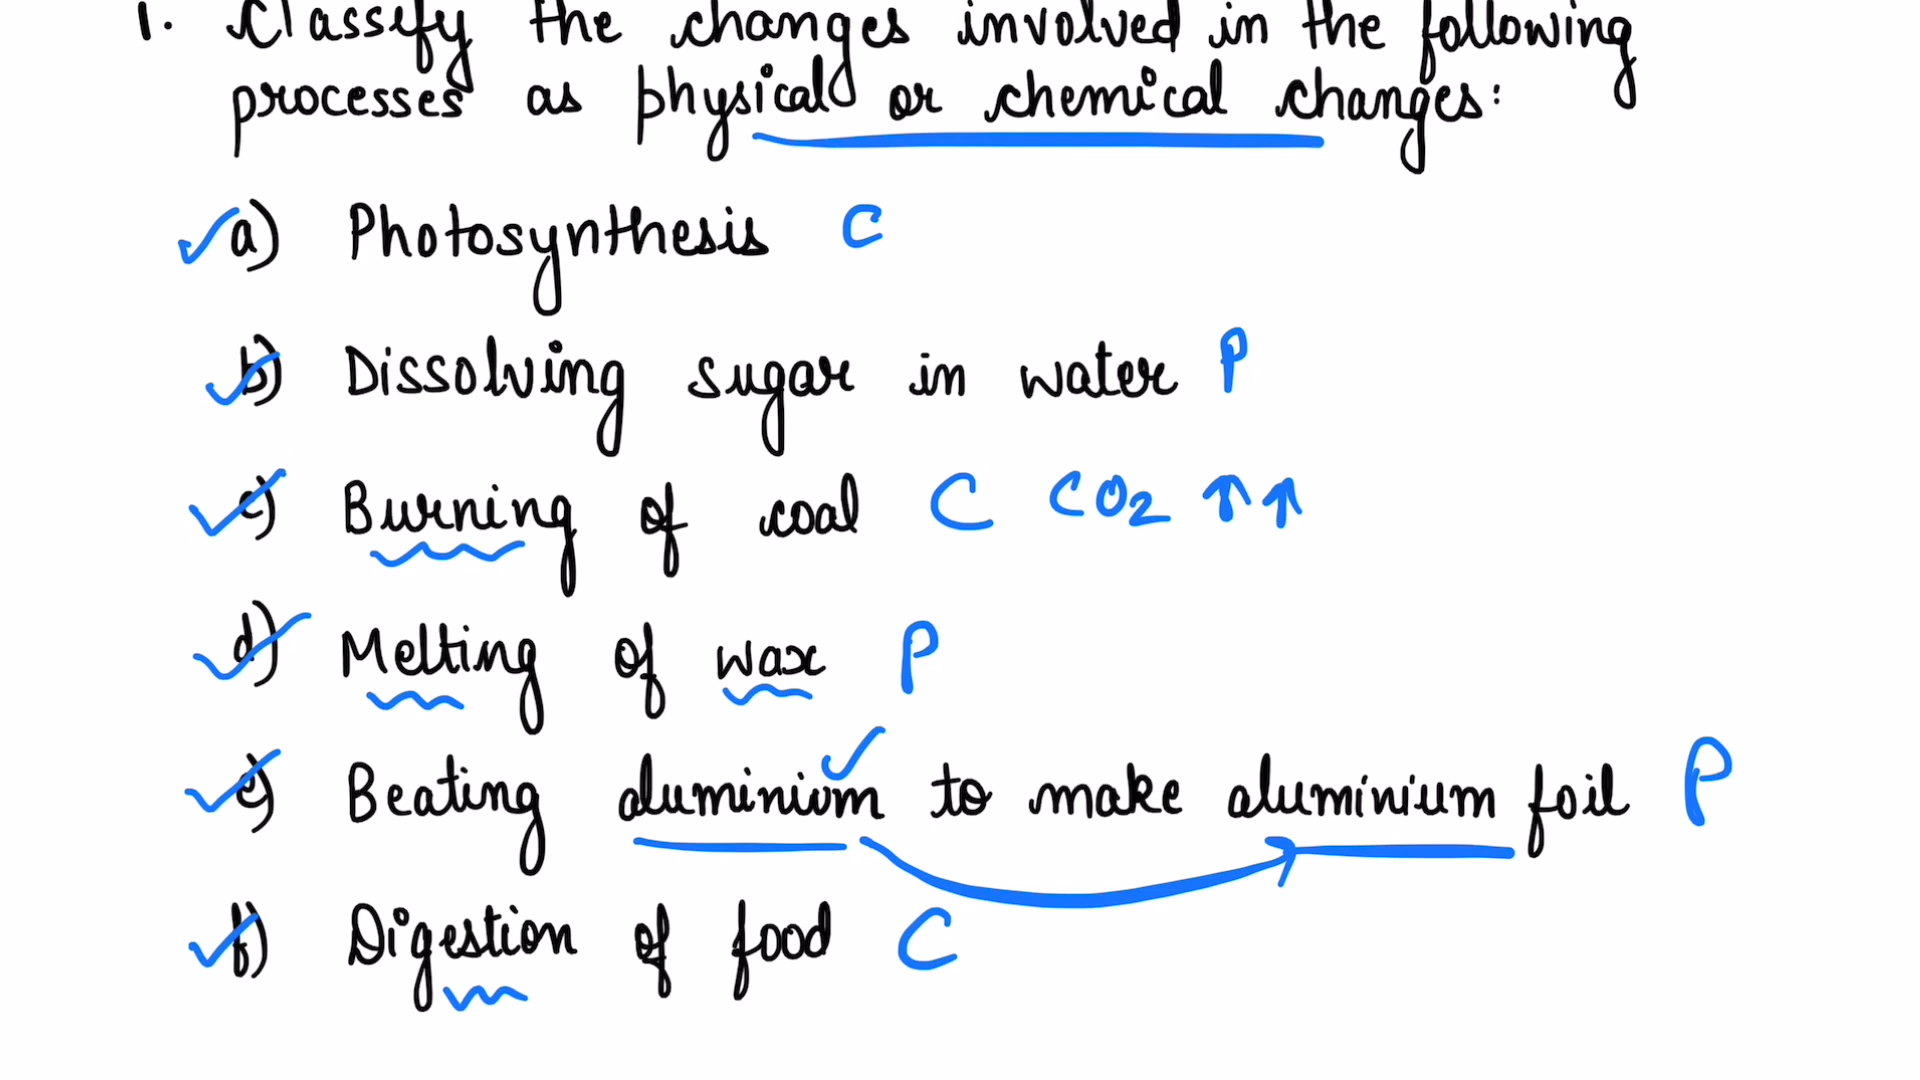 1. Classify the changes involved in the following
processes as physical or chemical changes:
a) Photosynthesis C
b) Dissolving sugar in water P
c) Burning of coal C CO2 ↑↑
d) Melting of wax P
e) Beating aluminium to make aluminium foil P
f) Digestion of food C